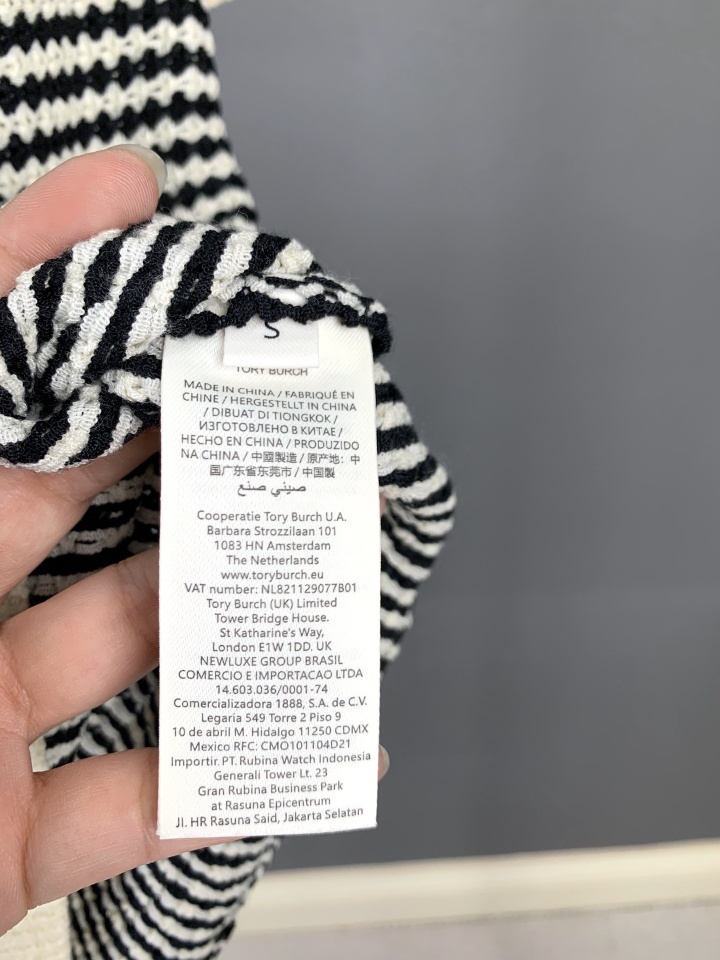 S
TORY BURCH
MADE IN CHINA / FABRIQUÉ EN
CHINE / HERGESTELLT IN CHINA
/ DIBUAT DI TIONGKOK /
ИЗГОТОВЛЕНО В КИТАЕ /
HECHO EN CHINA / PRODUZIDO
NA CHINA / 中國製造 / 原产地：中
国广东省东莞市 / 中国製
صيني صنع
Cooperatie Tory Burch U.A.
Barbara Strozzilaan 101
1083 HN Amsterdam
The Netherlands
www.toryburch.eu
VAT number: NL821129077B01
Tory Burch (UK) Limited
Tower Bridge House.
St Katharine's Way,
London E1W 1DD. UK
NEWLUXE GROUP BRASIL
COMERCIO E IMPORTACAO LTDA
14.603.036/0001-74
Comercializadora 1888, S.A. de C.V.
Legaria 549 Torre 2 Piso 9
10 de abril M. Hidalgo 11250 CDMX
Mexico RFC: CMO101104D21
Importir. PT. Rubina Watch Indonesia
Generali Tower Lt. 23
Gran Rubina Business Park
at Rasuna Epicentrum
Jl. HR Rasuna Said, Jakarta Selatan